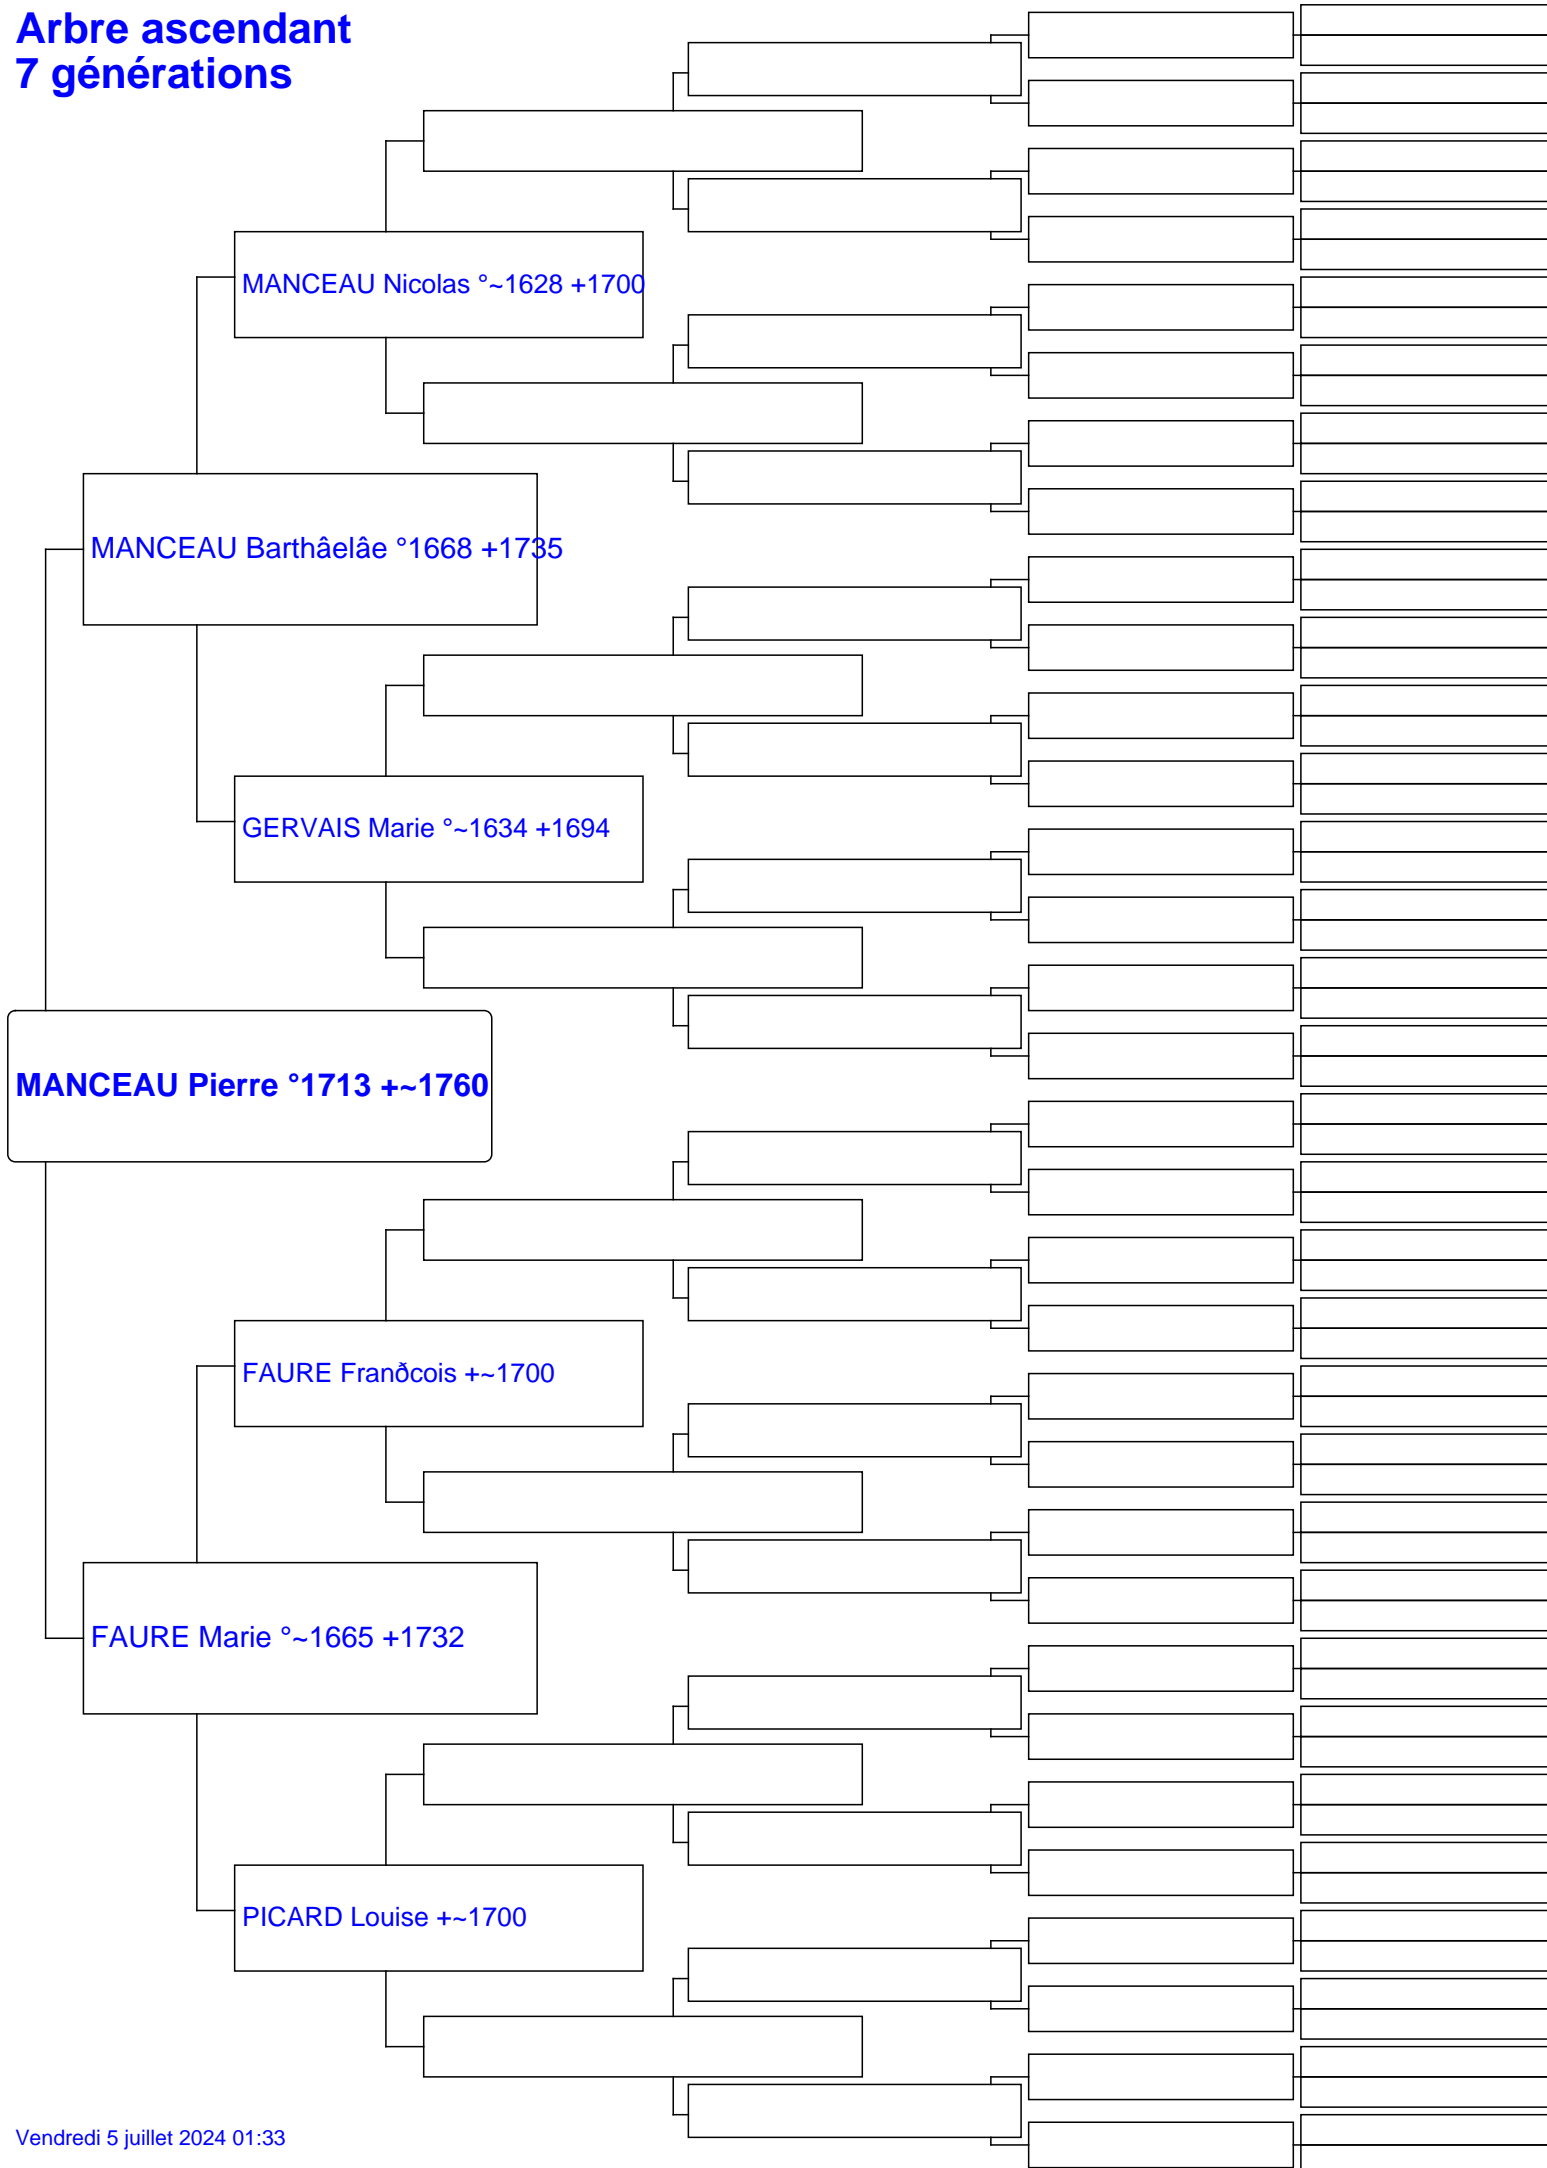 Arbre ascendant
7 générations
MANCEAU Nicolas °~1628 +1700
MANCEAU Barthâelâe °1668 +1735
GERVAIS Marie °~1634 +1694
MANCEAU Pierre °1713 +~1760
FAURE Franðcois +~1700
FAURE Marie °~1665 +1732
PICARD Louise +~1700
Vendredi 5 juillet 2024 01:33